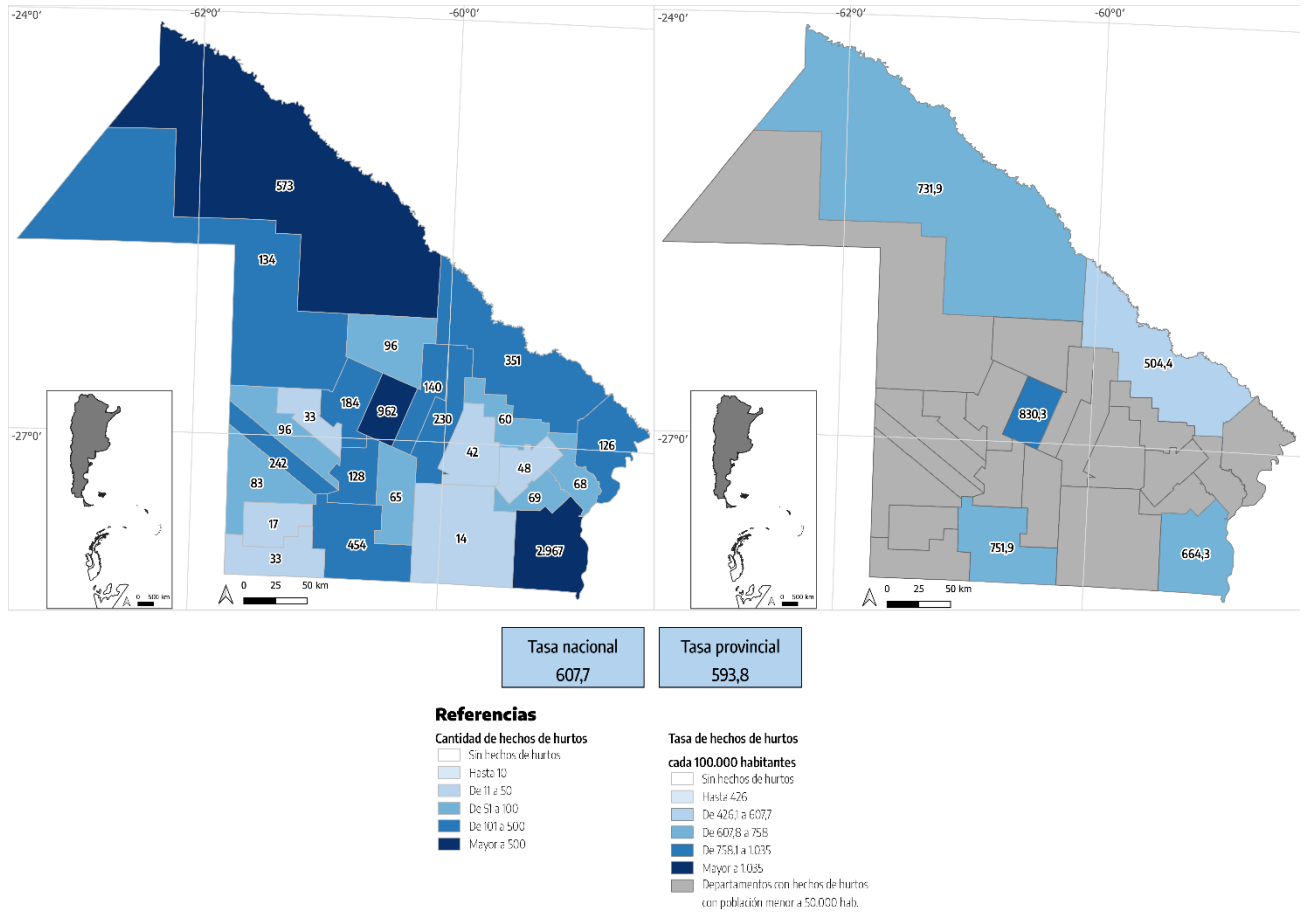 -24°0'
-62°0'
-60°0'
573
134
96
351
140
184
962
33
230
60
96
126
242
42
48
128
83
68
65
69
17
454
14
2.967
33
-27°0'
0 500 km
0 25 50 km
-24°0'
-62°0'
-60°0'
731,9
504,4
830,3
751,9
664,3
-27°0'
0 500 km
0 25 50 km
Tasa nacional
607,7
Tasa provincial
593,8
Referencias
Cantidad de hechos de hurtos
Sin hechos de hurtos
Hasta 10
De 11 a 50
De 51 a 100
De 101 a 500
Mayor a 500
Tasa de hechos de hurtos
cada 100.000 habitantes
Sin hechos de hurtos
Hasta 426
De 426,1 a 607,7
De 607,8 a 758
De 758.1 a 1.035
Mayor a 1.035
Departamentos con hechos de hurtos
con población menor a 50.000 hab.